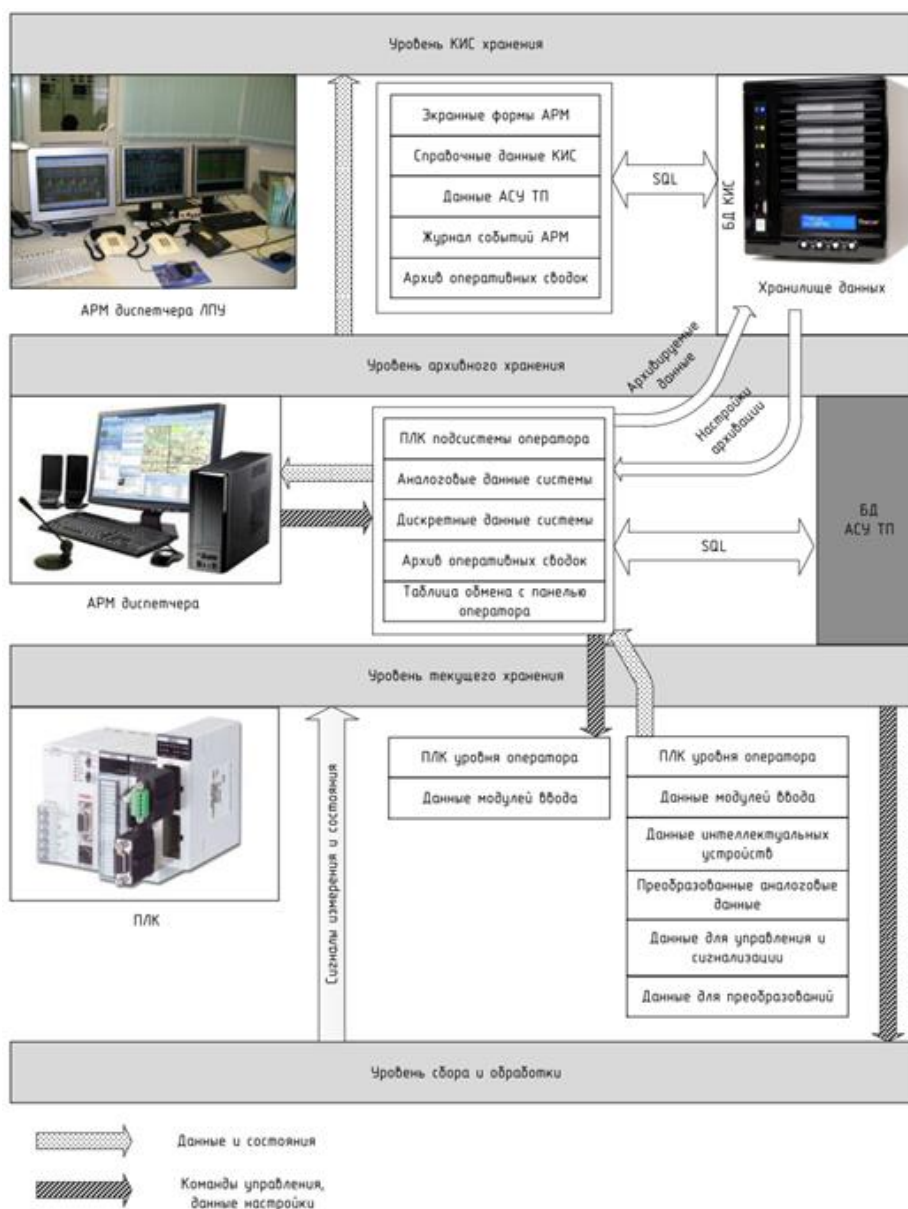 Уровень КИС хранения
Экранные формы АРМ
Справочные данные КИС
Данные АСУ ТП
Журнал событий АРМ
Архив оперативных сводок
SQL
БД КИС
АРМ диспетчера ЛПУ
Хранилище данных
Уровень архивного хранения
Архивируемые
данные
Настройки
архивации
ПЛК подсистемы оператора
Аналоговые данные системы
Дискретные данные системы
Архив оперативных сводок
Таблица обмена с панелью
оператора
SQL
БД
АСУ ТП
АРМ диспетчера
Уровень текущего хранения
Сигналы измерения и состояния
ПЛК уровня оператора
Данные модулей ввода
ПЛК уровня оператора
Данные модулей ввода
Данные интеллектуальных
устройств
Преобразованные аналоговые
данные
Данные для управления и
сигнализации
Данные для преобразований
ПЛК
Уровень сбора и обработки
Данные и состояния
Команды управления,
данные настройки